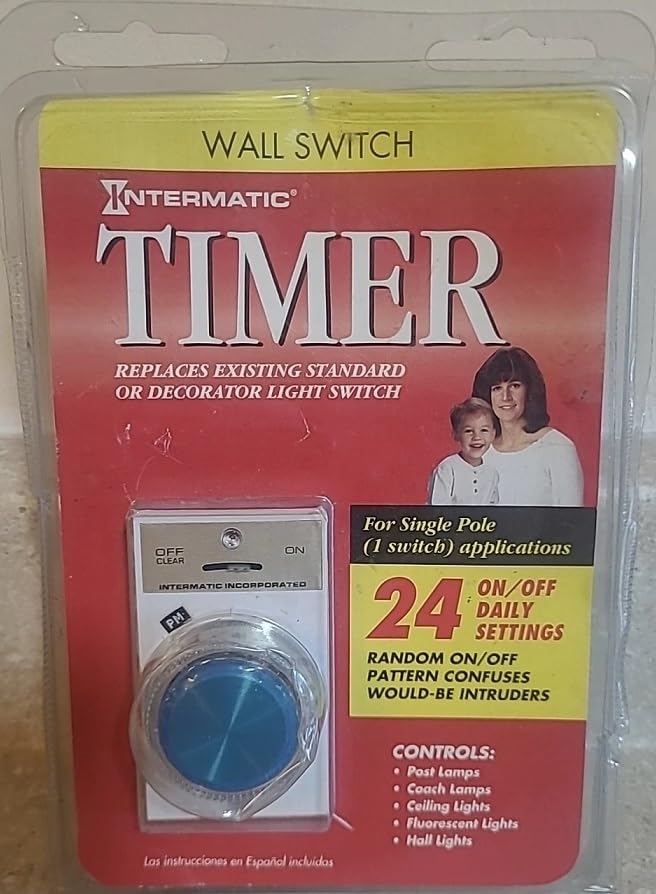 WALL SWITCH
INTERMATIC®
TIMER
REPLACES EXISTING STANDARD
OR DECORATOR LIGHT SWITCH
For Single Pole
(1 switch) applications
24 ON/OFF
DAILY
SETTINGS
RANDOM ON/OFF
PATTERN CONFUSES
WOULD-BE INTRUDERS
OFF ON
CLEAR
INTERMATIC INCORPORATED
PM
CONTROLS:
• Post Lamps
• Coach Lamps
• Ceiling Lights
• Fluorescent Lights
• Hall Lights
Las instrucciones en Español incluidas